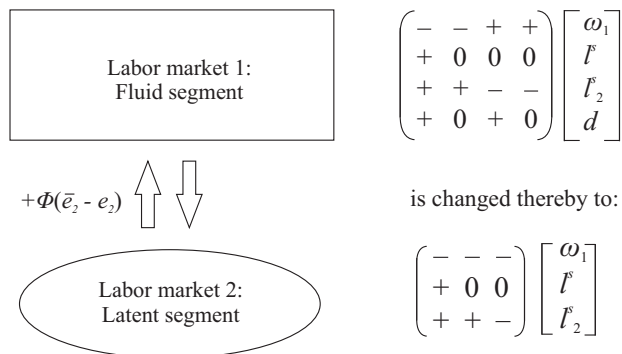 Labor market 1:
Fluid segment
+Φ(ē₂ - e₂)
Labor market 2:
Latent segment
− − + +
+ 0 0 0
+ + − −
+ 0 + 0
ω₁
lˢ
lˢ₂
d
is changed thereby to:
− − −
+ 0 0
+ + −
ω₁
lˢ
lˢ₂